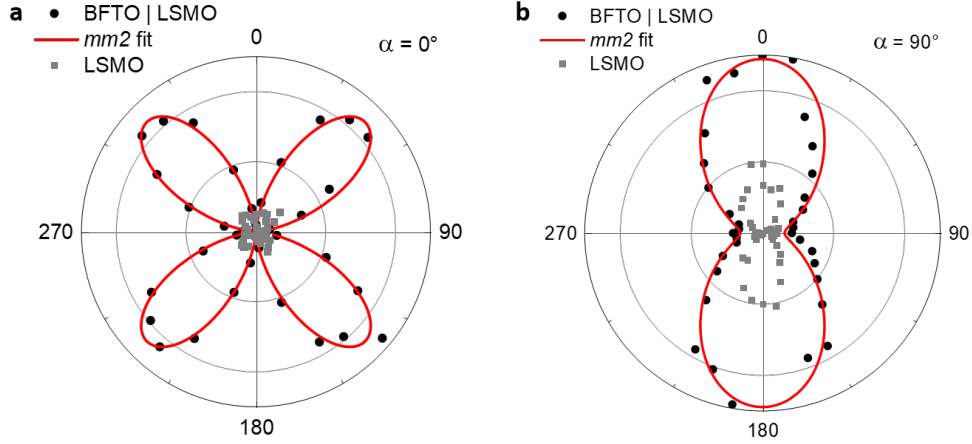 a
BFTO | LSMO
mm2 fit
LSMO
α = 0°
0
270
90
180
b
BFTO | LSMO
mm2 fit
LSMO
α = 90°
0
270
90
180